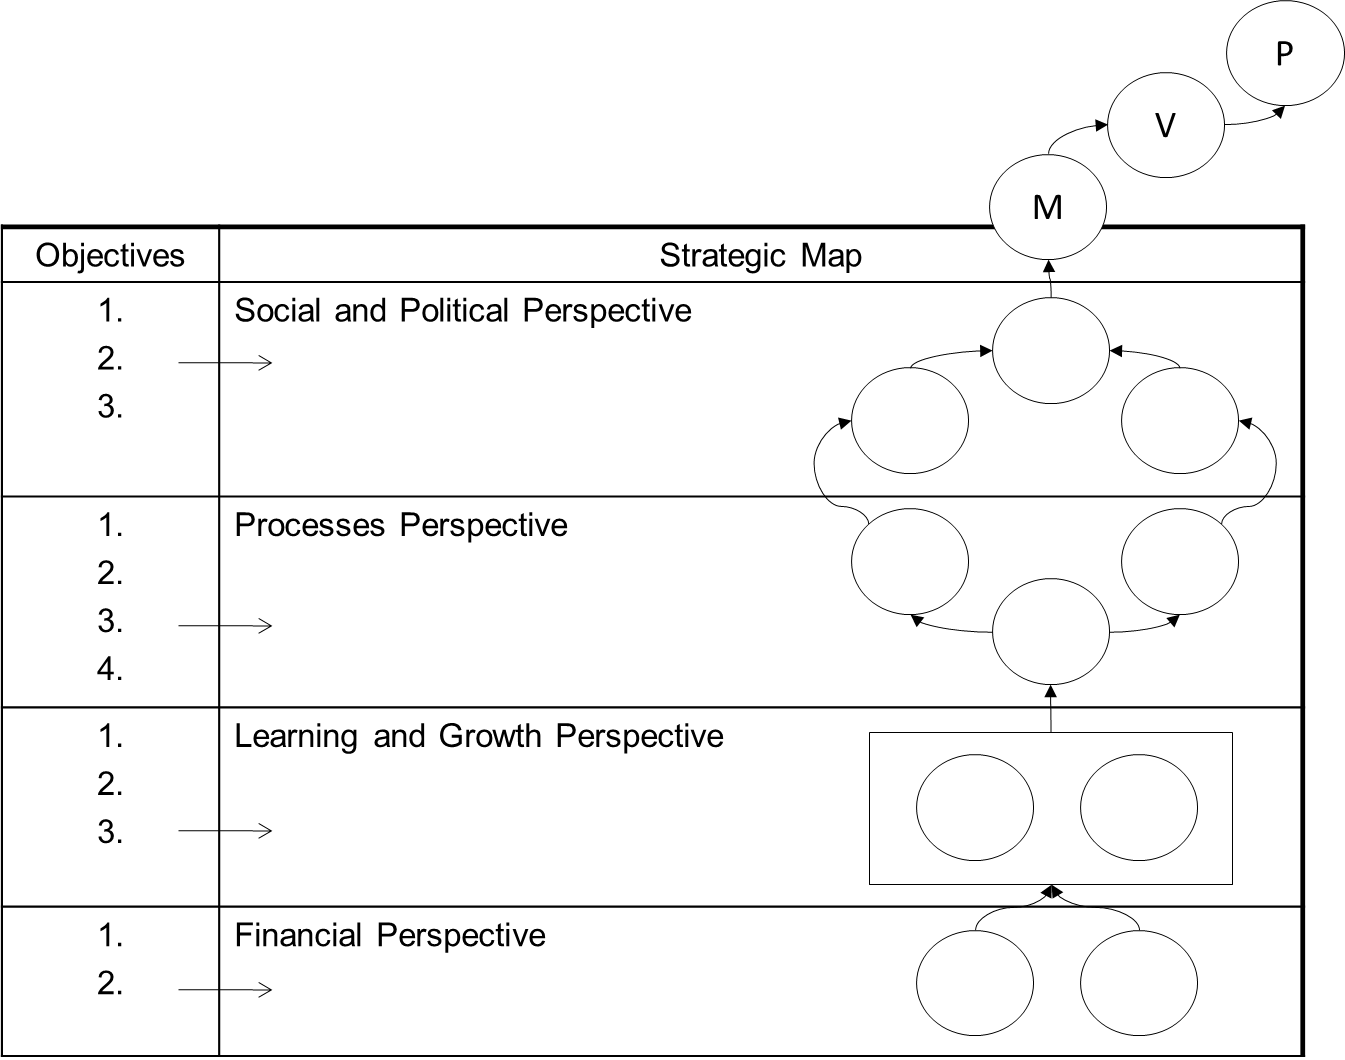 P
V
M
Objectives Strategic Map
1. Social and Political Perspective
2.
3.
1. Processes Perspective
2.
3.
4.
1. Learning and Growth Perspective
2.
3.
1. Financial Perspective
2.